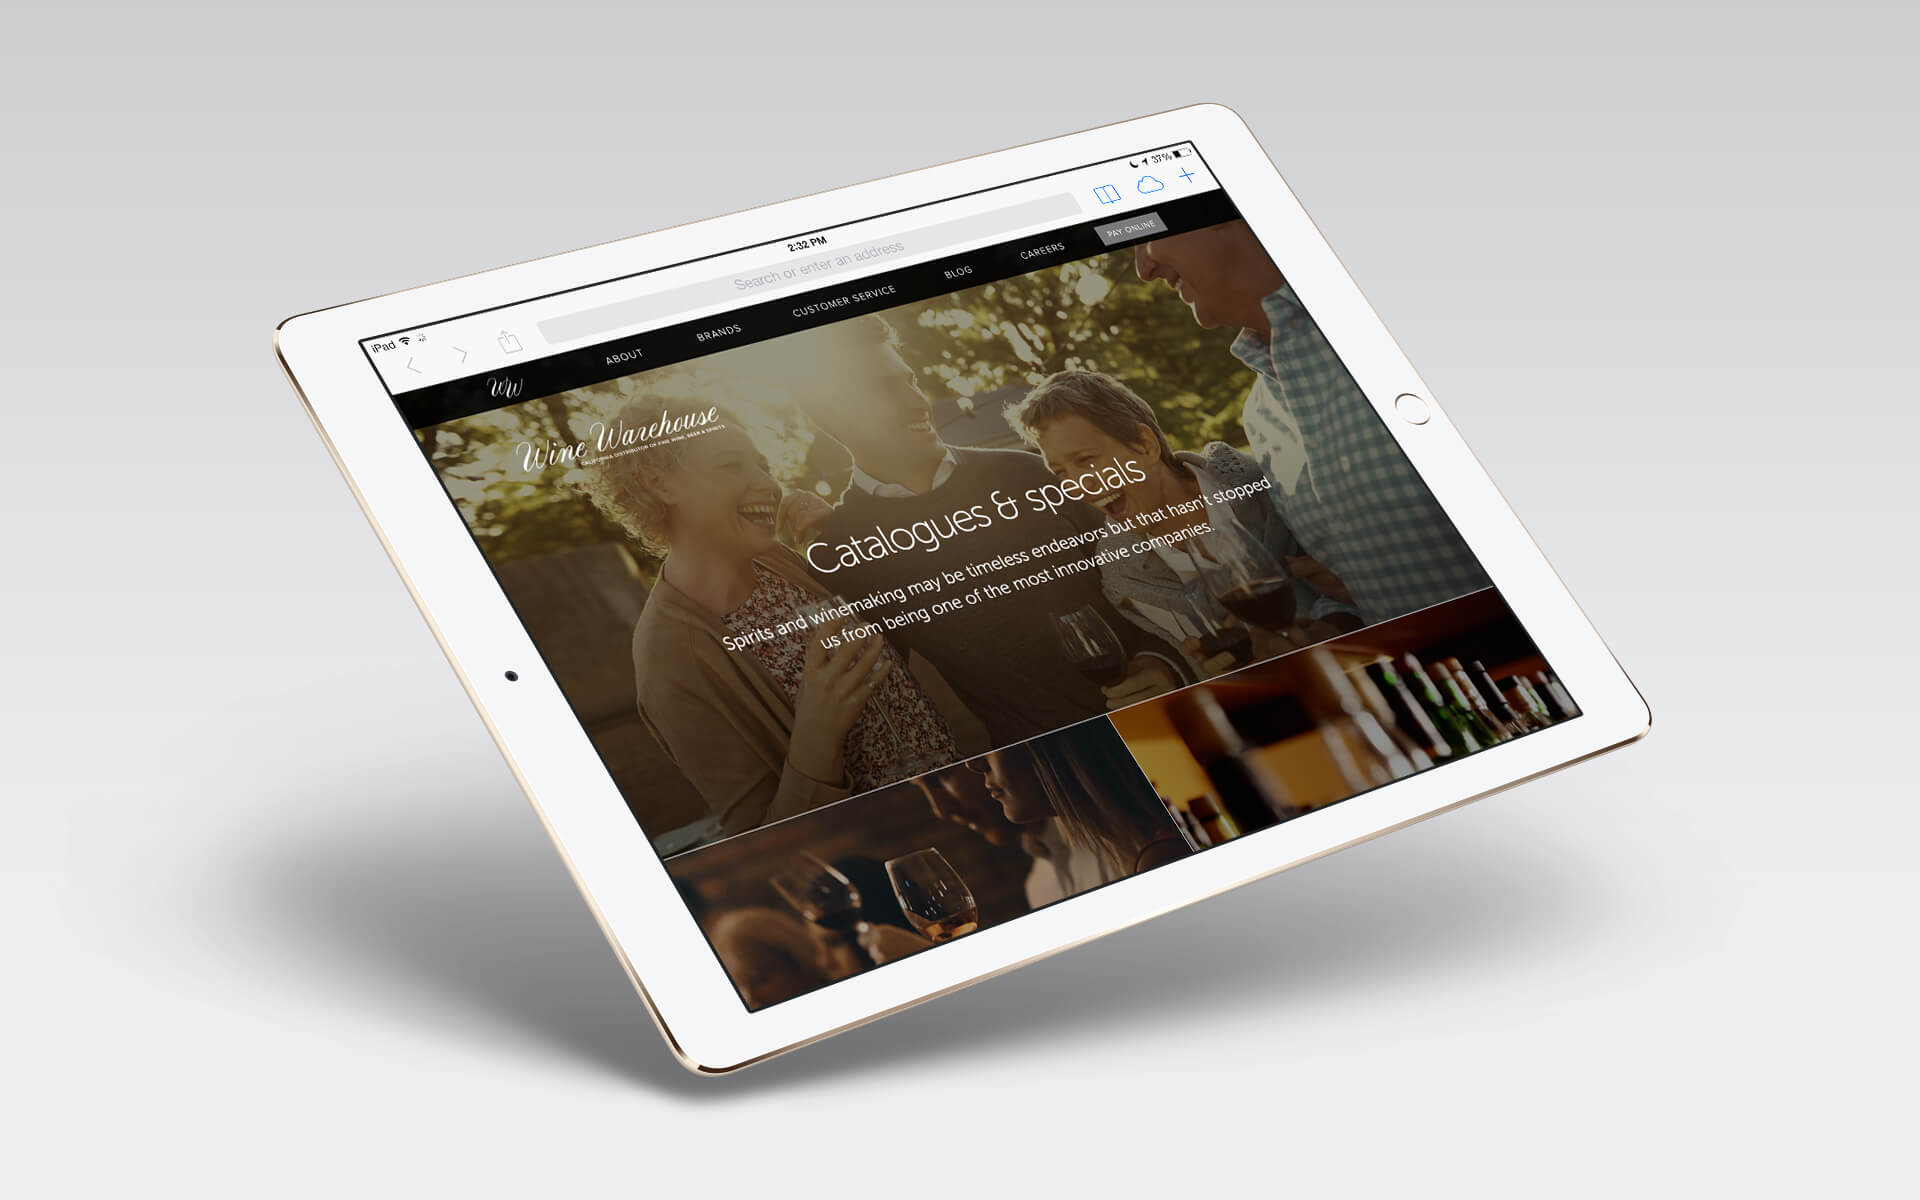 iPad
2:32 PM
37%
Search or enter an address
WW
ABOUT
BRANDS
CUSTOMER SERVICE
BLOG
CAREERS
PAY ONLINE
Wine Warehouse
CALIFORNIA DISTRIBUTOR OF FINE WINE, BEER & SPIRITS
Catalogues & specials
Spirits and winemaking may be timeless endeavors but that hasn't stopped
us from being one of the most innovative companies.